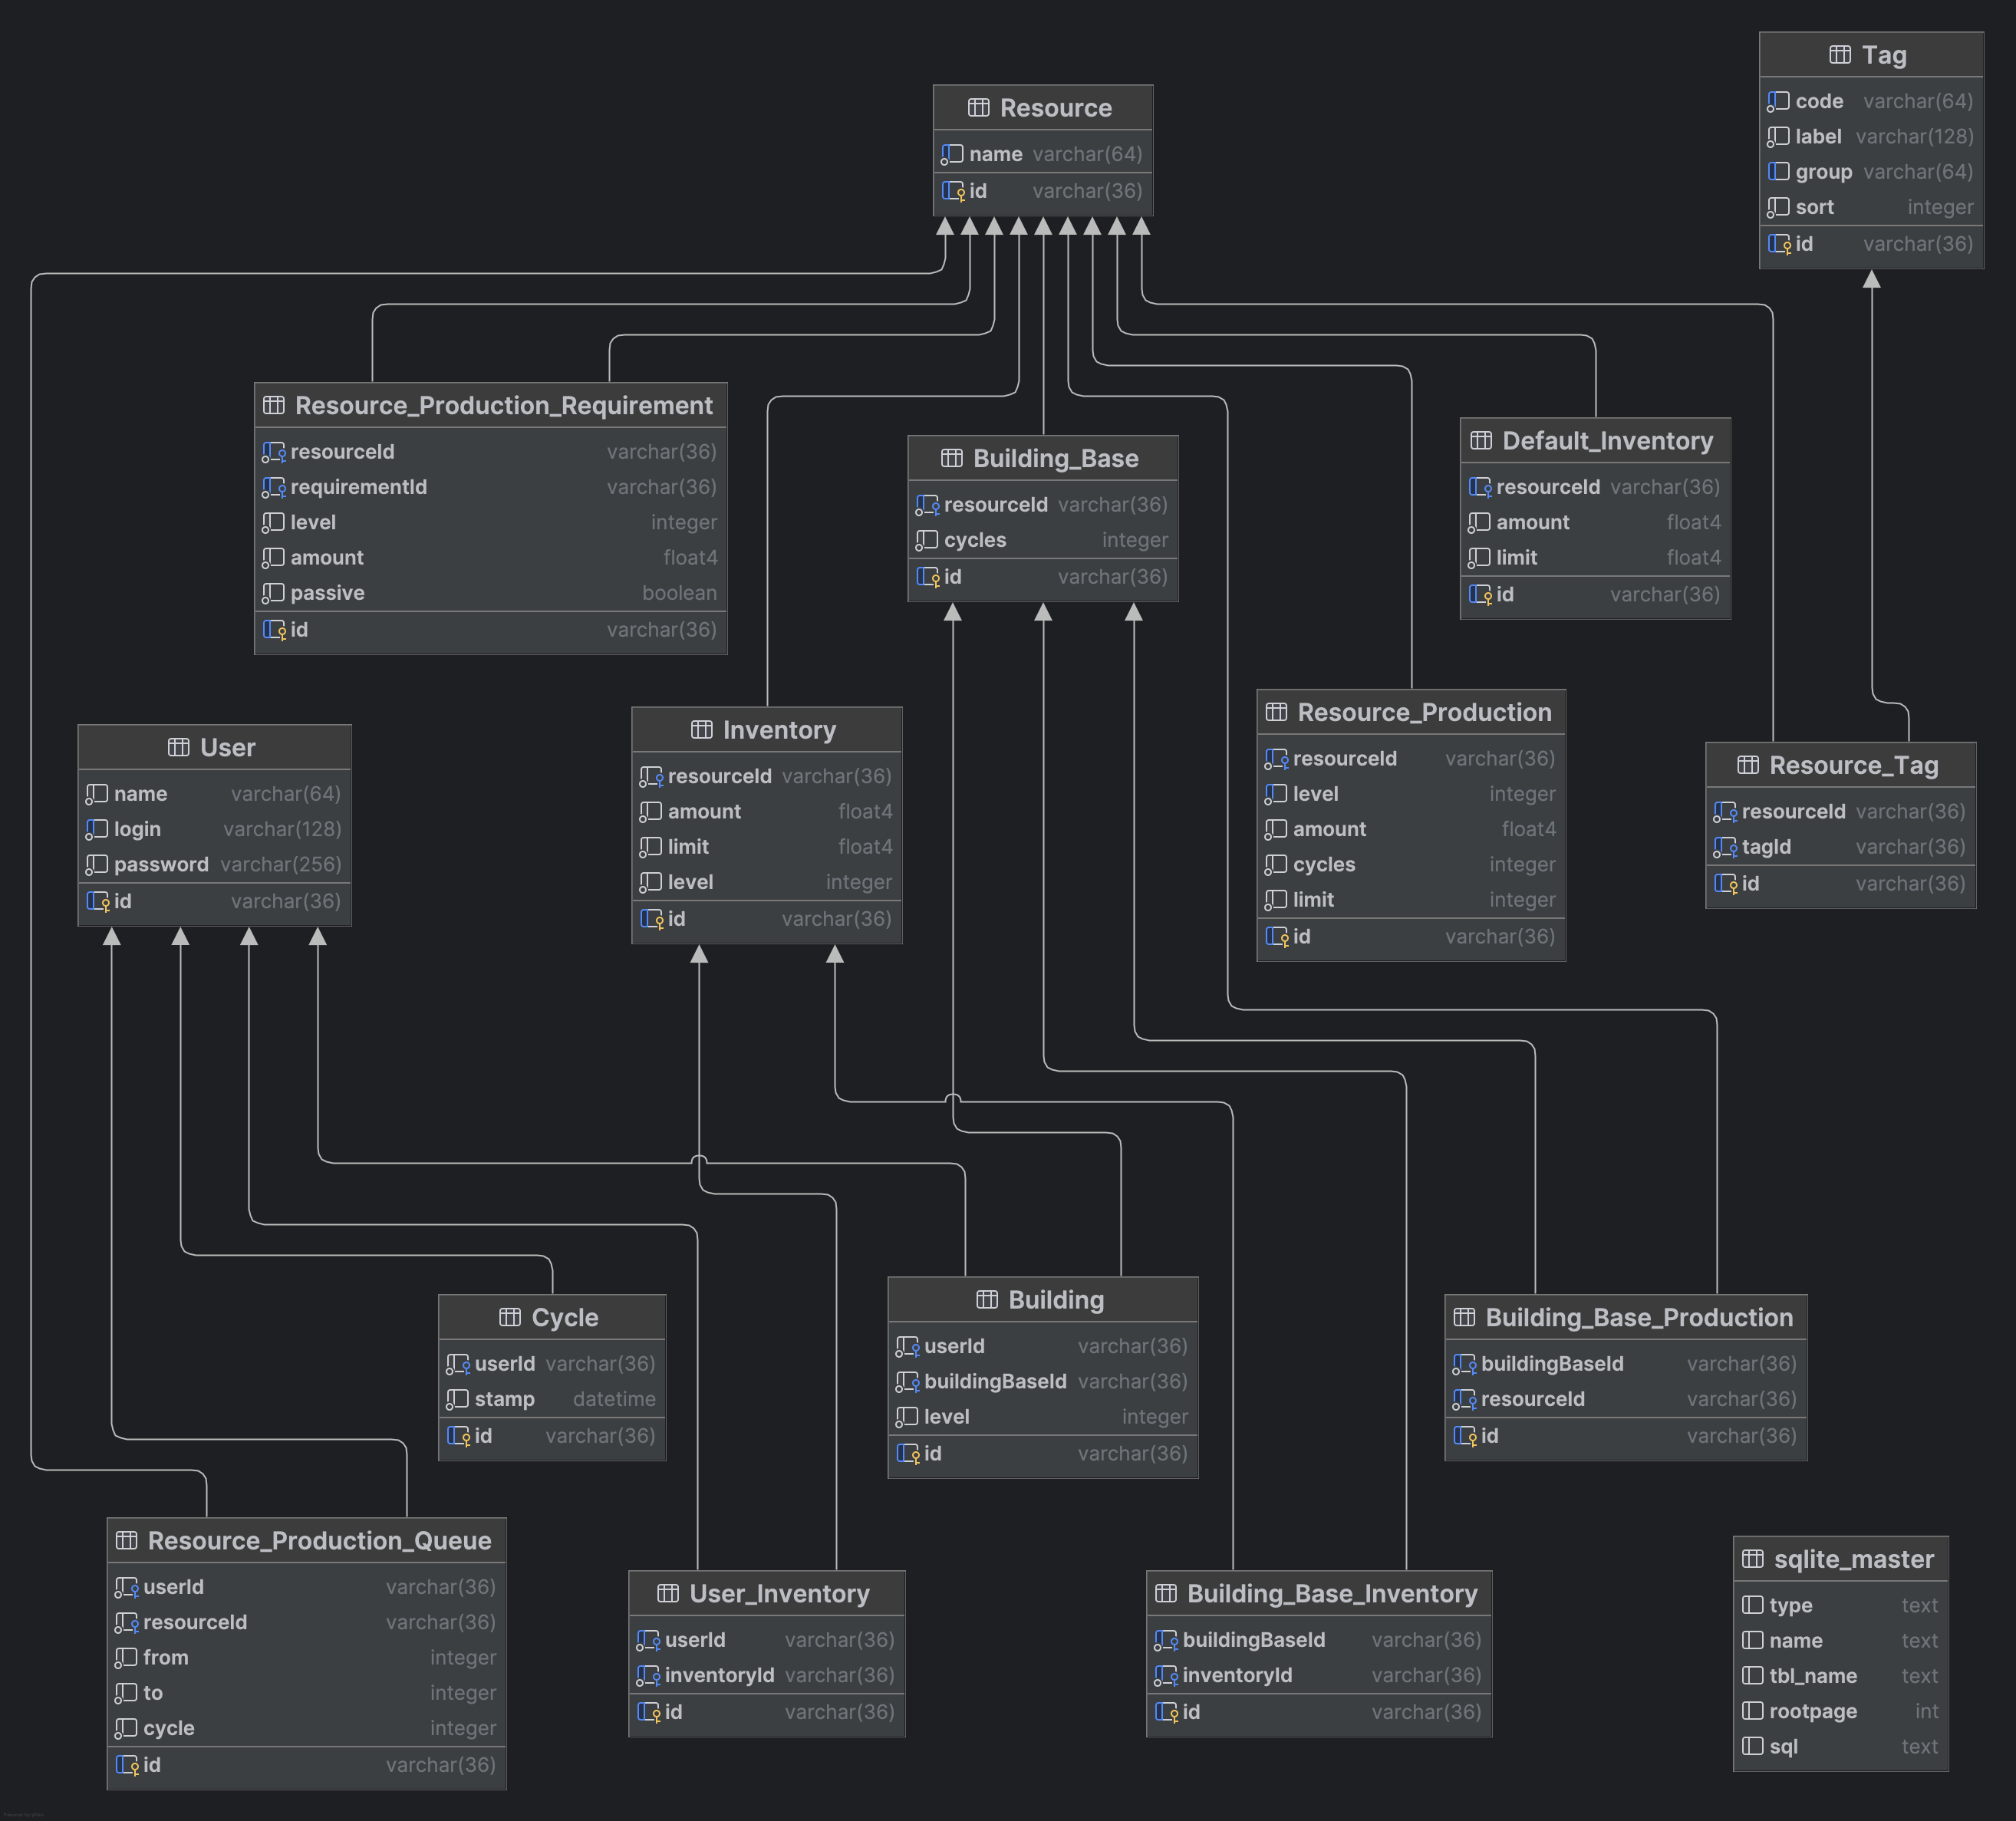 Tag
code varchar(64)
label varchar(128)
group varchar(64)
sort integer
id varchar(36)
Resource
name varchar(64)
id varchar(36)
Resource_Production_Requirement
resourceId varchar(36)
requirementId varchar(36)
level integer
amount float4
passive boolean
id varchar(36)
Building_Base
resourceId varchar(36)
cycles integer
id varchar(36)
Default_Inventory
resourceId varchar(36)
amount float4
limit float4
id varchar(36)
User
name varchar(64)
login varchar(128)
password varchar(256)
id varchar(36)
Inventory
resourceId varchar(36)
amount float4
limit float4
level integer
id varchar(36)
Resource_Production
resourceId varchar(36)
level integer
amount float4
cycles integer
limit integer
id varchar(36)
Resource_Tag
resourceId varchar(36)
tagId varchar(36)
id varchar(36)
Cycle
userId varchar(36)
stamp datetime
id varchar(36)
Building
userId varchar(36)
buildingBaseId varchar(36)
level integer
id varchar(36)
Building_Base_Production
buildingBaseId varchar(36)
resourceId varchar(36)
id varchar(36)
Resource_Production_Queue
userId varchar(36)
resourceId varchar(36)
from integer
to integer
cycle integer
id varchar(36)
User_Inventory
userId varchar(36)
inventoryId varchar(36)
id varchar(36)
Building_Base_Inventory
buildingBaseId varchar(36)
inventoryId varchar(36)
id varchar(36)
sqlite_master
type text
name text
tbl_name text
rootpage int
sql text